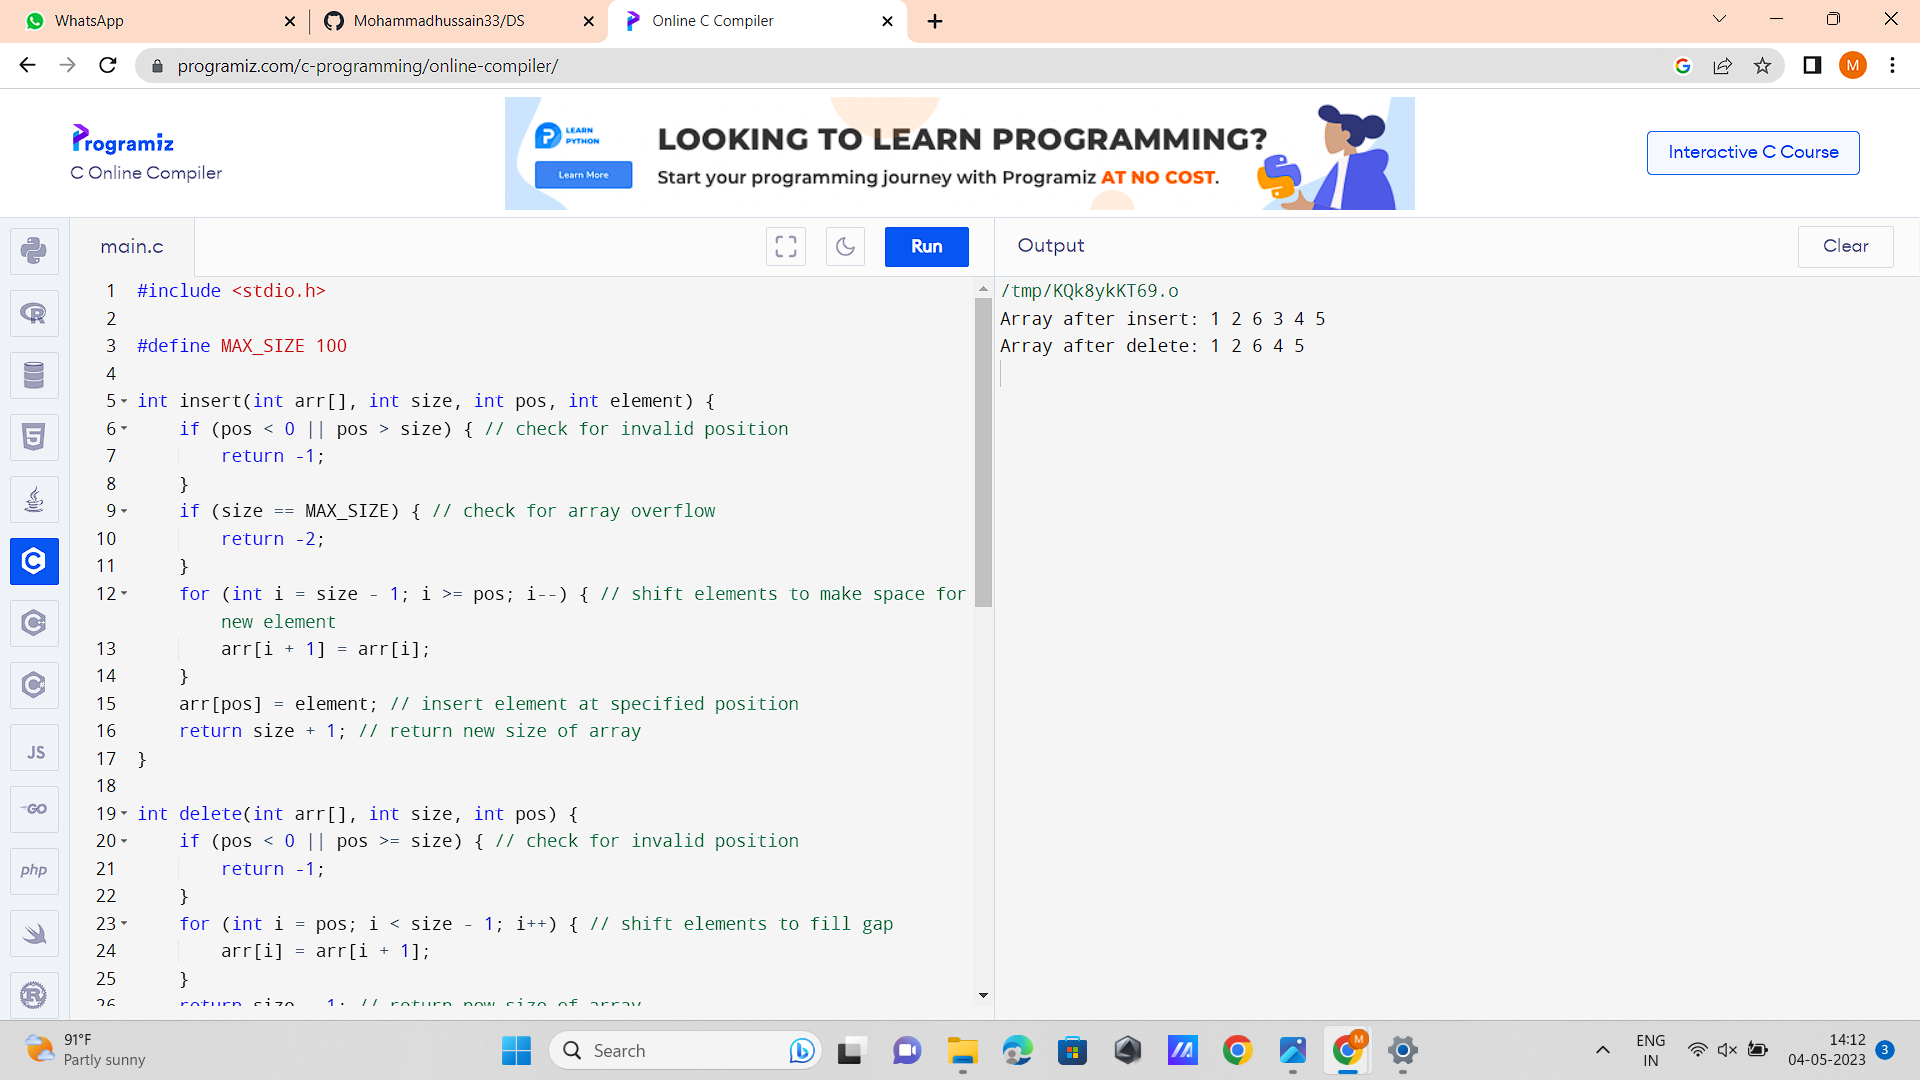 WhatsApp
Mohammadhussain33/DS
Online C Compiler
programiz.com/c-programming/online-compiler/
M
Programiz
C Online Compiler
LEARN PYTHON
Learn More
LOOKING TO LEARN PROGRAMMING?
Start your programming journey with Programiz AT NO COST.
Interactive C Course
main.c
Run
Output
Clear
1 #include <stdio.h>
2
3 #define MAX_SIZE 100
4
5 int insert(int arr[], int size, int pos, int element) {
6 if (pos < 0 || pos > size) { // check for invalid position
7 return -1;
8 }
9 if (size == MAX_SIZE) { // check for array overflow
10 return -2;
11 }
12 for (int i = size - 1; i >= pos; i--) { // shift elements to make space for
new element
13 arr[i + 1] = arr[i];
14 }
15 arr[pos] = element; // insert element at specified position
16 return size + 1; // return new size of array
17 }
18
19 int delete(int arr[], int size, int pos) {
20 if (pos < 0 || pos >= size) { // check for invalid position
21 return -1;
22 }
23 for (int i = pos; i < size - 1; i++) { // shift elements to fill gap
24 arr[i] = arr[i + 1];
25 }
26 return size - 1; // return new size of array
/tmp/KQk8ykKT69.o
Array after insert: 1 2 6 3 4 5
Array after delete: 1 2 6 4 5
R
5
C
JS
GO
php
R
91°F
Partly sunny
Search
M
ENG
IN
14:12
04-05-2023
3